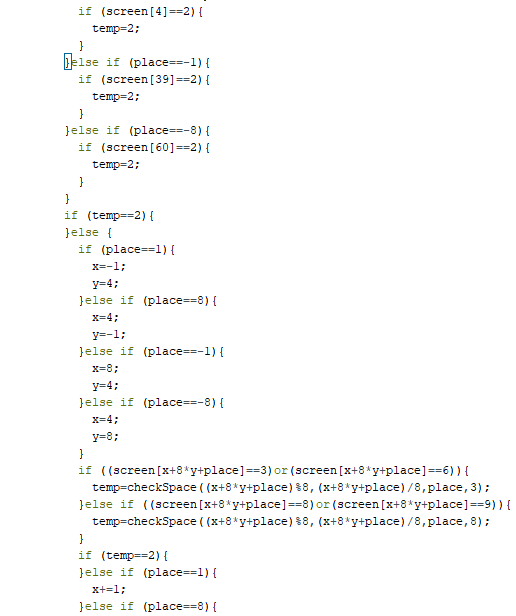 if (screen[4]==2){
temp=2;
}
}else if (place==-1){
if (screen[39]==2){
temp=2;
}
}else if (place==-8){
if (screen[60]==2){
temp=2;
}
}
if (temp==2){
}else {
if (place==1){
x=-1;
y=4;
}else if (place==8){
x=4;
y=-1;
}else if (place==-1){
x=8;
y=4;
}else if (place==-8){
x=4;
y=8;
}
if ((screen[x+8*y+place]==3)or(screen[x+8*y+place]==6)){
temp=checkSpace((x+8*y+place)%8,(x+8*y+place)/8,place,3);
}else if ((screen[x+8*y+place]==8)or(screen[x+8*y+place]==9)){
temp=checkSpace((x+8*y+place)%8,(x+8*y+place)/8,place,8);
}
if (temp==2){
}else if (place==1){
x+=1;
}else if (place==8){